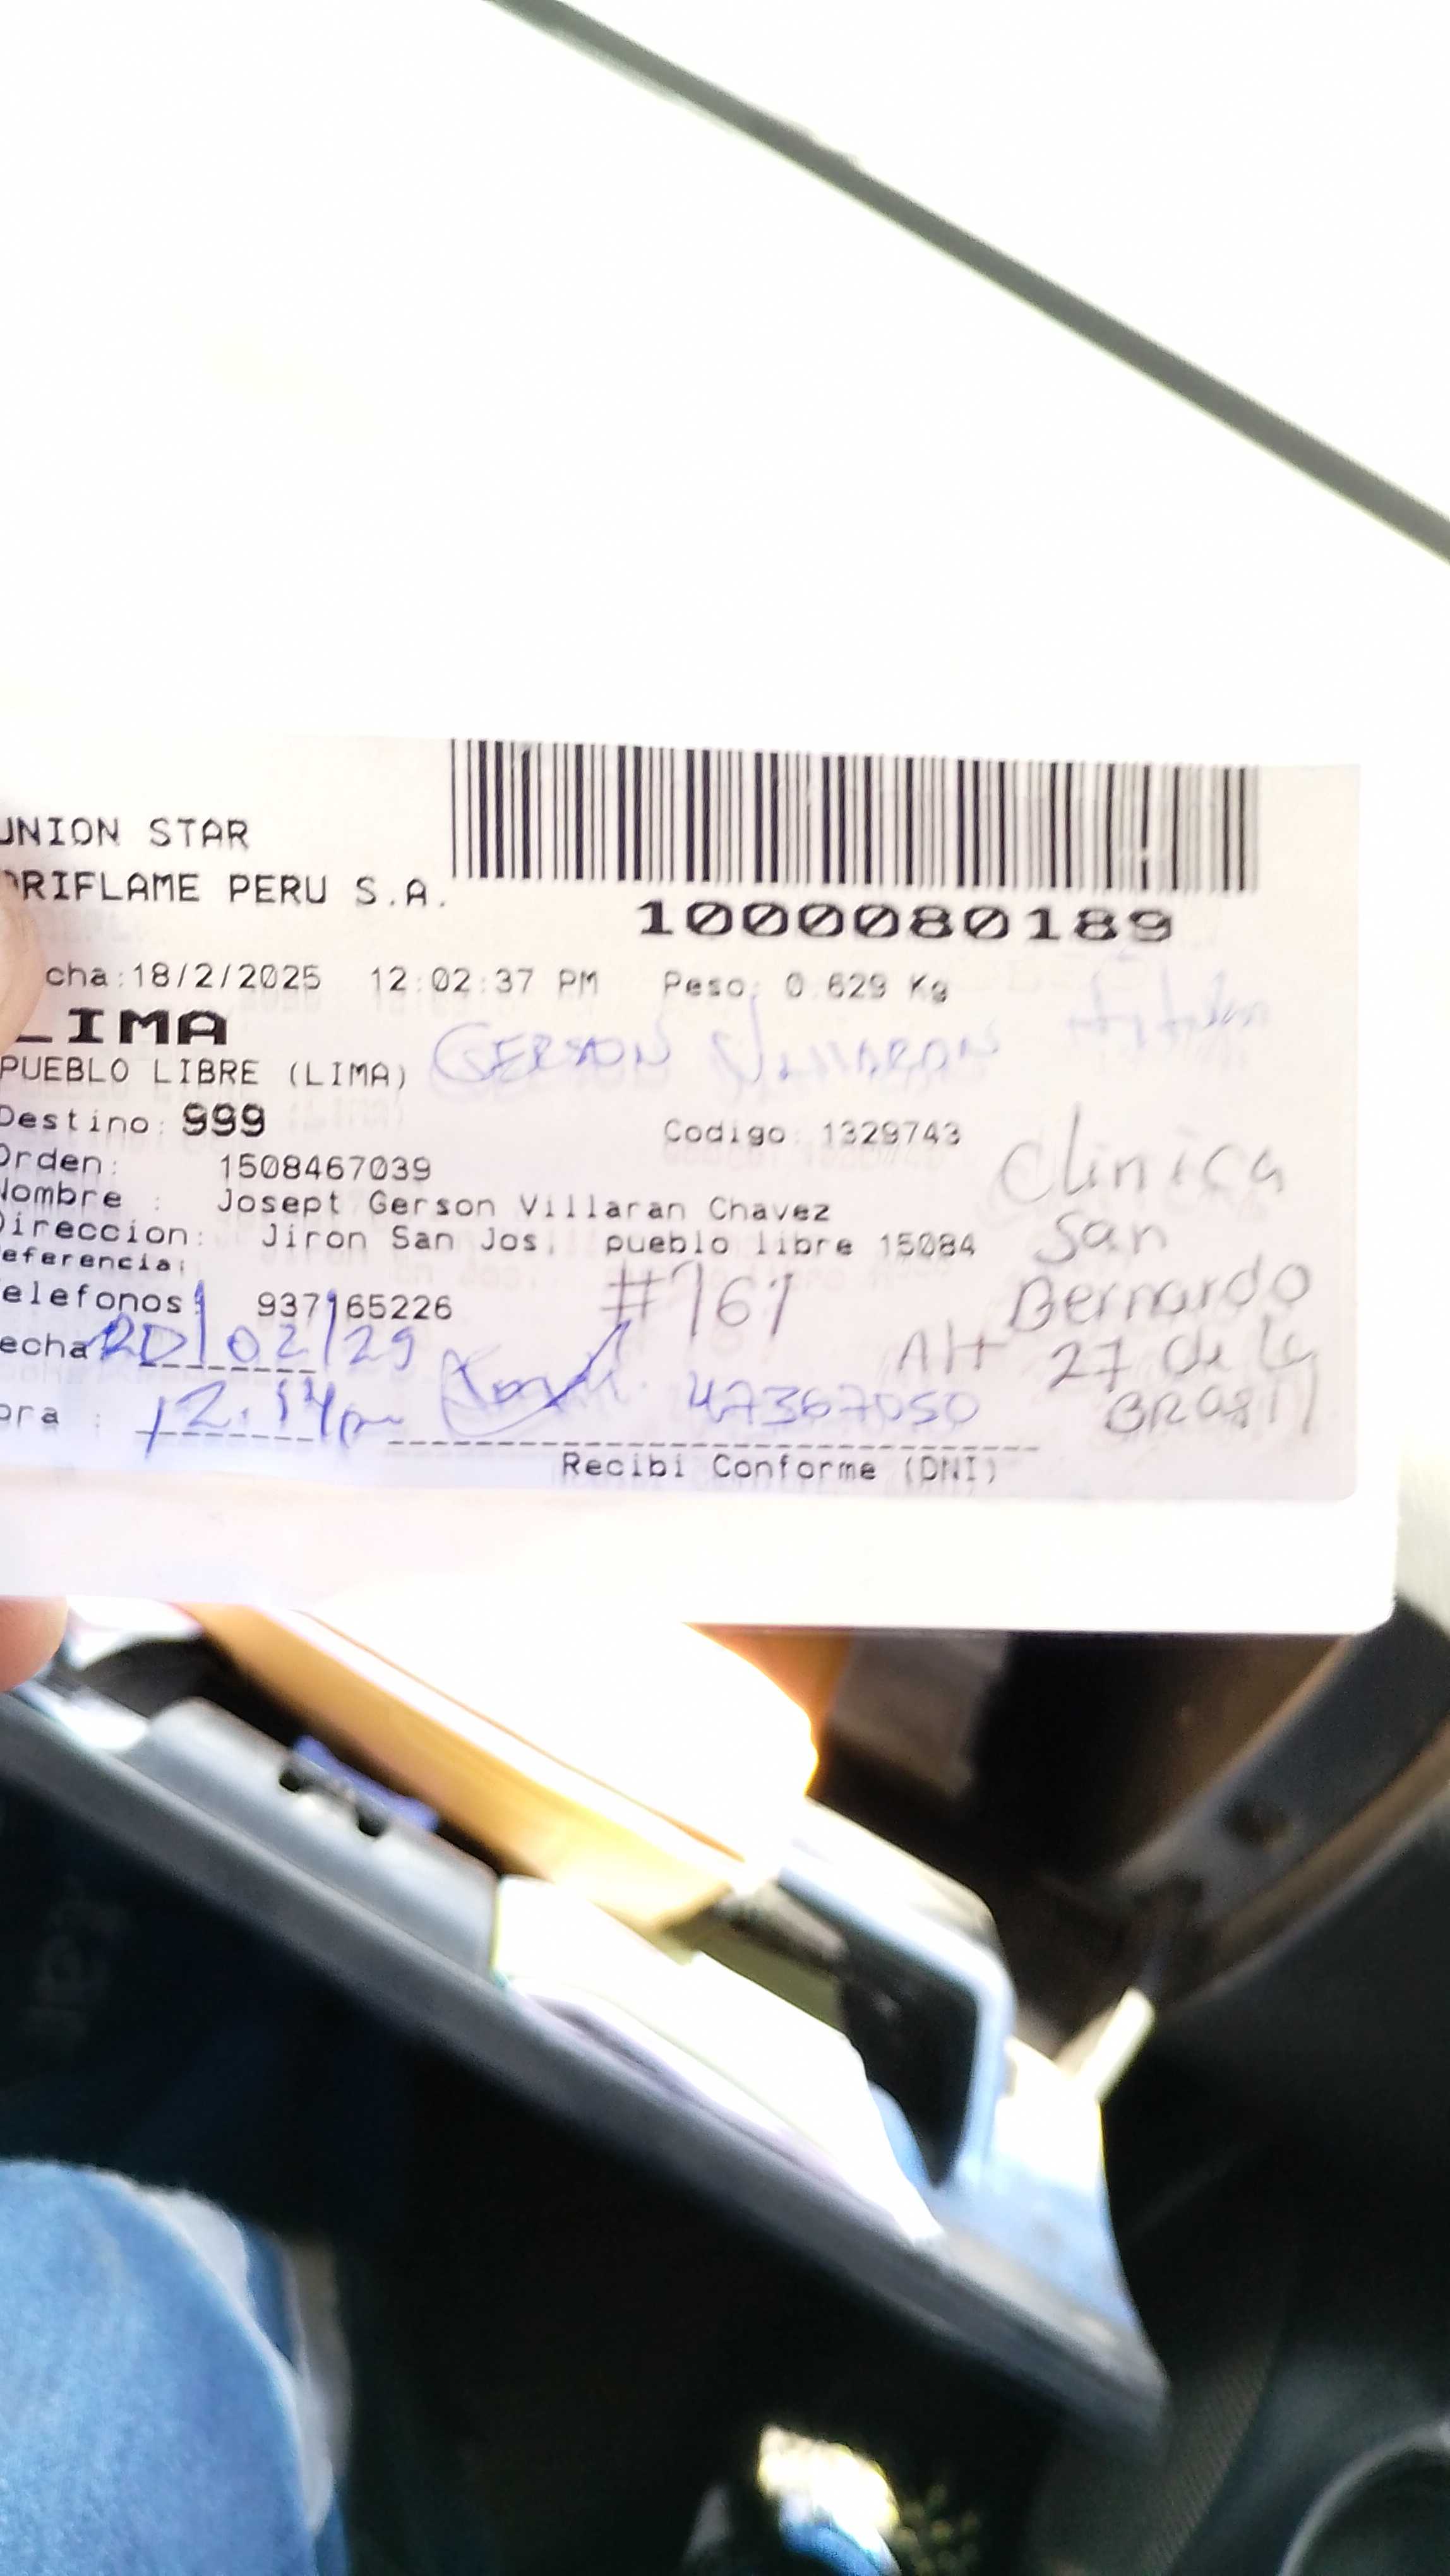 UNION STAR
ORIFLAME PERU S.A.
1000080189
cha:18/2/2025 12:02:37 PM Peso: 0.629 Kg
LIMA
GERSON VILLARAN titular
PUEBLO LIBRE (LIMA)
Destino: 999 Codigo: 1329743
Orden: 1508467039
Nombre : Josept Gerson Villaran Chavez
Direccion: Jiron San Jos. pueblo libre 15084
eferencia:
elefonos: 937165226
#761
Clinica
San
Bernardo
Alt 27 de la
BRASIl
echa 20/02/25
ora : 12:14pm 47367050
Recibi Conforme (DNI)